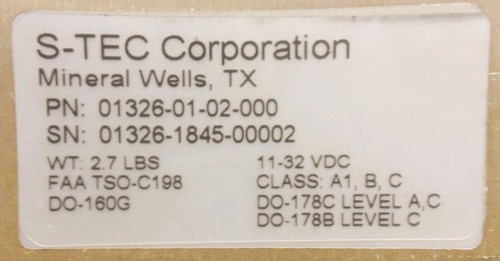 S-TEC Corporation
Mineral Wells, TX
PN: 01326-01-02-000
SN: 01326-1845-00002
WT: 2.7 LBS 11-32 VDC
FAA TSO-C198 CLASS: A1, B, C
DO-160G DO-178C LEVEL A,C
DO-178B LEVEL C